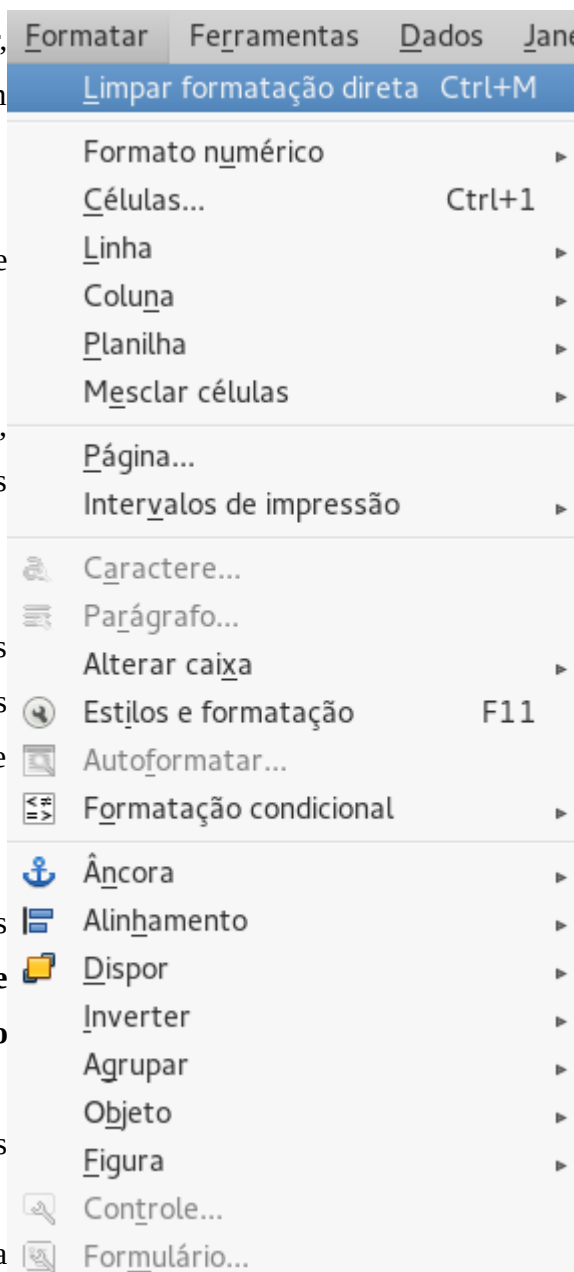 Formatar Ferramentas Dados Jane
Limpar formatação direta Ctrl+M
Formato numérico
Células... Ctrl+1
Linha
Coluna
Planilha
Mesclar células
Página...
Intervalos de impressão
Caractere...
Parágrafo...
Alterar caixa
Estilos e formatação F11
Autoformatar...
Formatação condicional
Âncora
Alinhamento
Dispor
Inverter
Agrupar
Objeto
Figura
Controle...
Formulário...